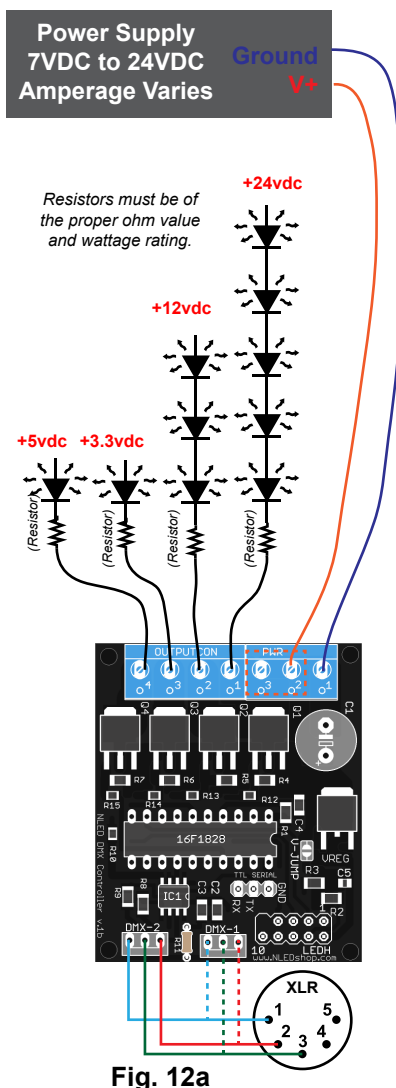 Power Supply
7VDC to 24VDC
Amperage Varies
Ground
V+
Resistors must be of
the proper ohm value
and wattage rating.
+24vdc
+12vdc
+5vdc +3.3vdc
(Resistor) (Resistor) (Resistor) (Resistor)
OUTPUTCON PWR
4 3 2 1 3 2 1
Q4 Q3 Q2 Q1 C1
+
R7 R6 R5 R4
R15 R14 R13 R12
R10 16F1828 R1 C4
VREG
V-JUMP
NLED DMX Controller v.1b
R9 R8 IC1 C3 C2
TTL SERIAL
RX TX GND
R3 C5
R2
DMX-2 R11 DMX-1
1
10 LEDH
www.NLEDshop.com
XLR
1 5
2 4
3
Fig. 12a